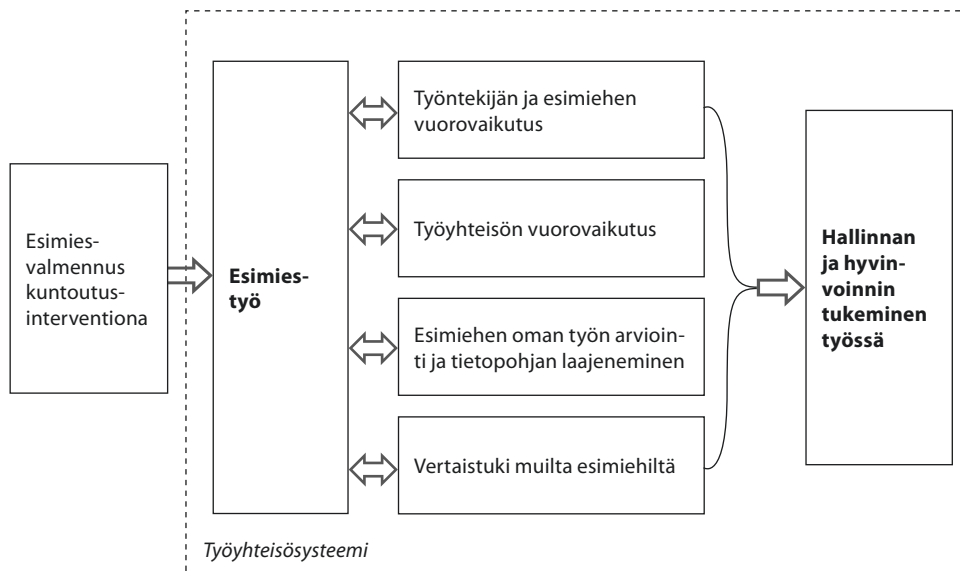 Esimies-
valmennus
kuntoutus-
interventiona
Esimies-
työ
Työntekijän ja esimiehen
vuorovaikutus
Työyhteisön vuorovaikutus
Esimiehen oman työn arvioin-
ti ja tietopohjan laajeneminen
Vertaistuki muilta esimiehiltä
Hallinnan
ja hyvin-
voinnin
tukeminen
työssä
Työyhteisösysteemi